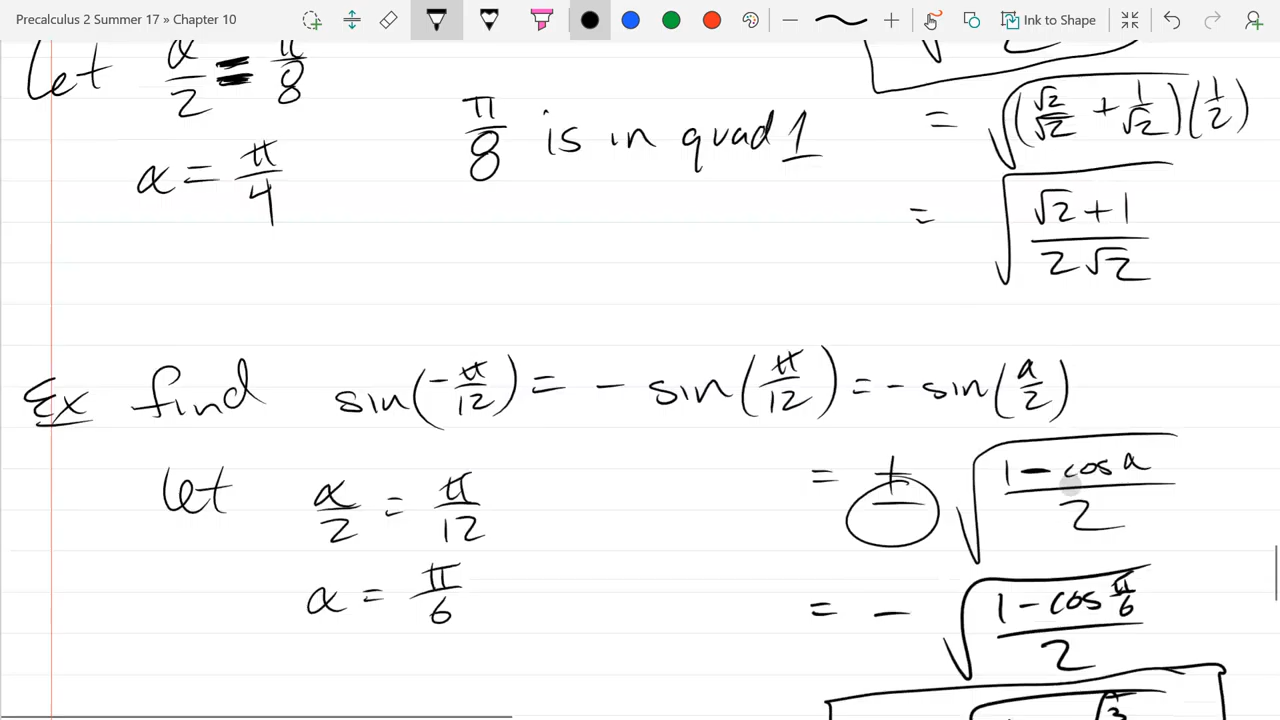 Precalculus 2 Summer 17 » Chapter 10
Ink to Shape
Let α/2 = π/8
α = π/4
π/8 is in quad 1
= √((√2/√2 + 1/√2)(1/2))
= √((√2 + 1)/(2√2))
Ex find sin(-π/12) = - sin(π/12) = - sin(α/2)
let α/2 = π/12
α = π/6
= ± √((1 - cos α)/2)
= - √((1 - cos π/6)/2)